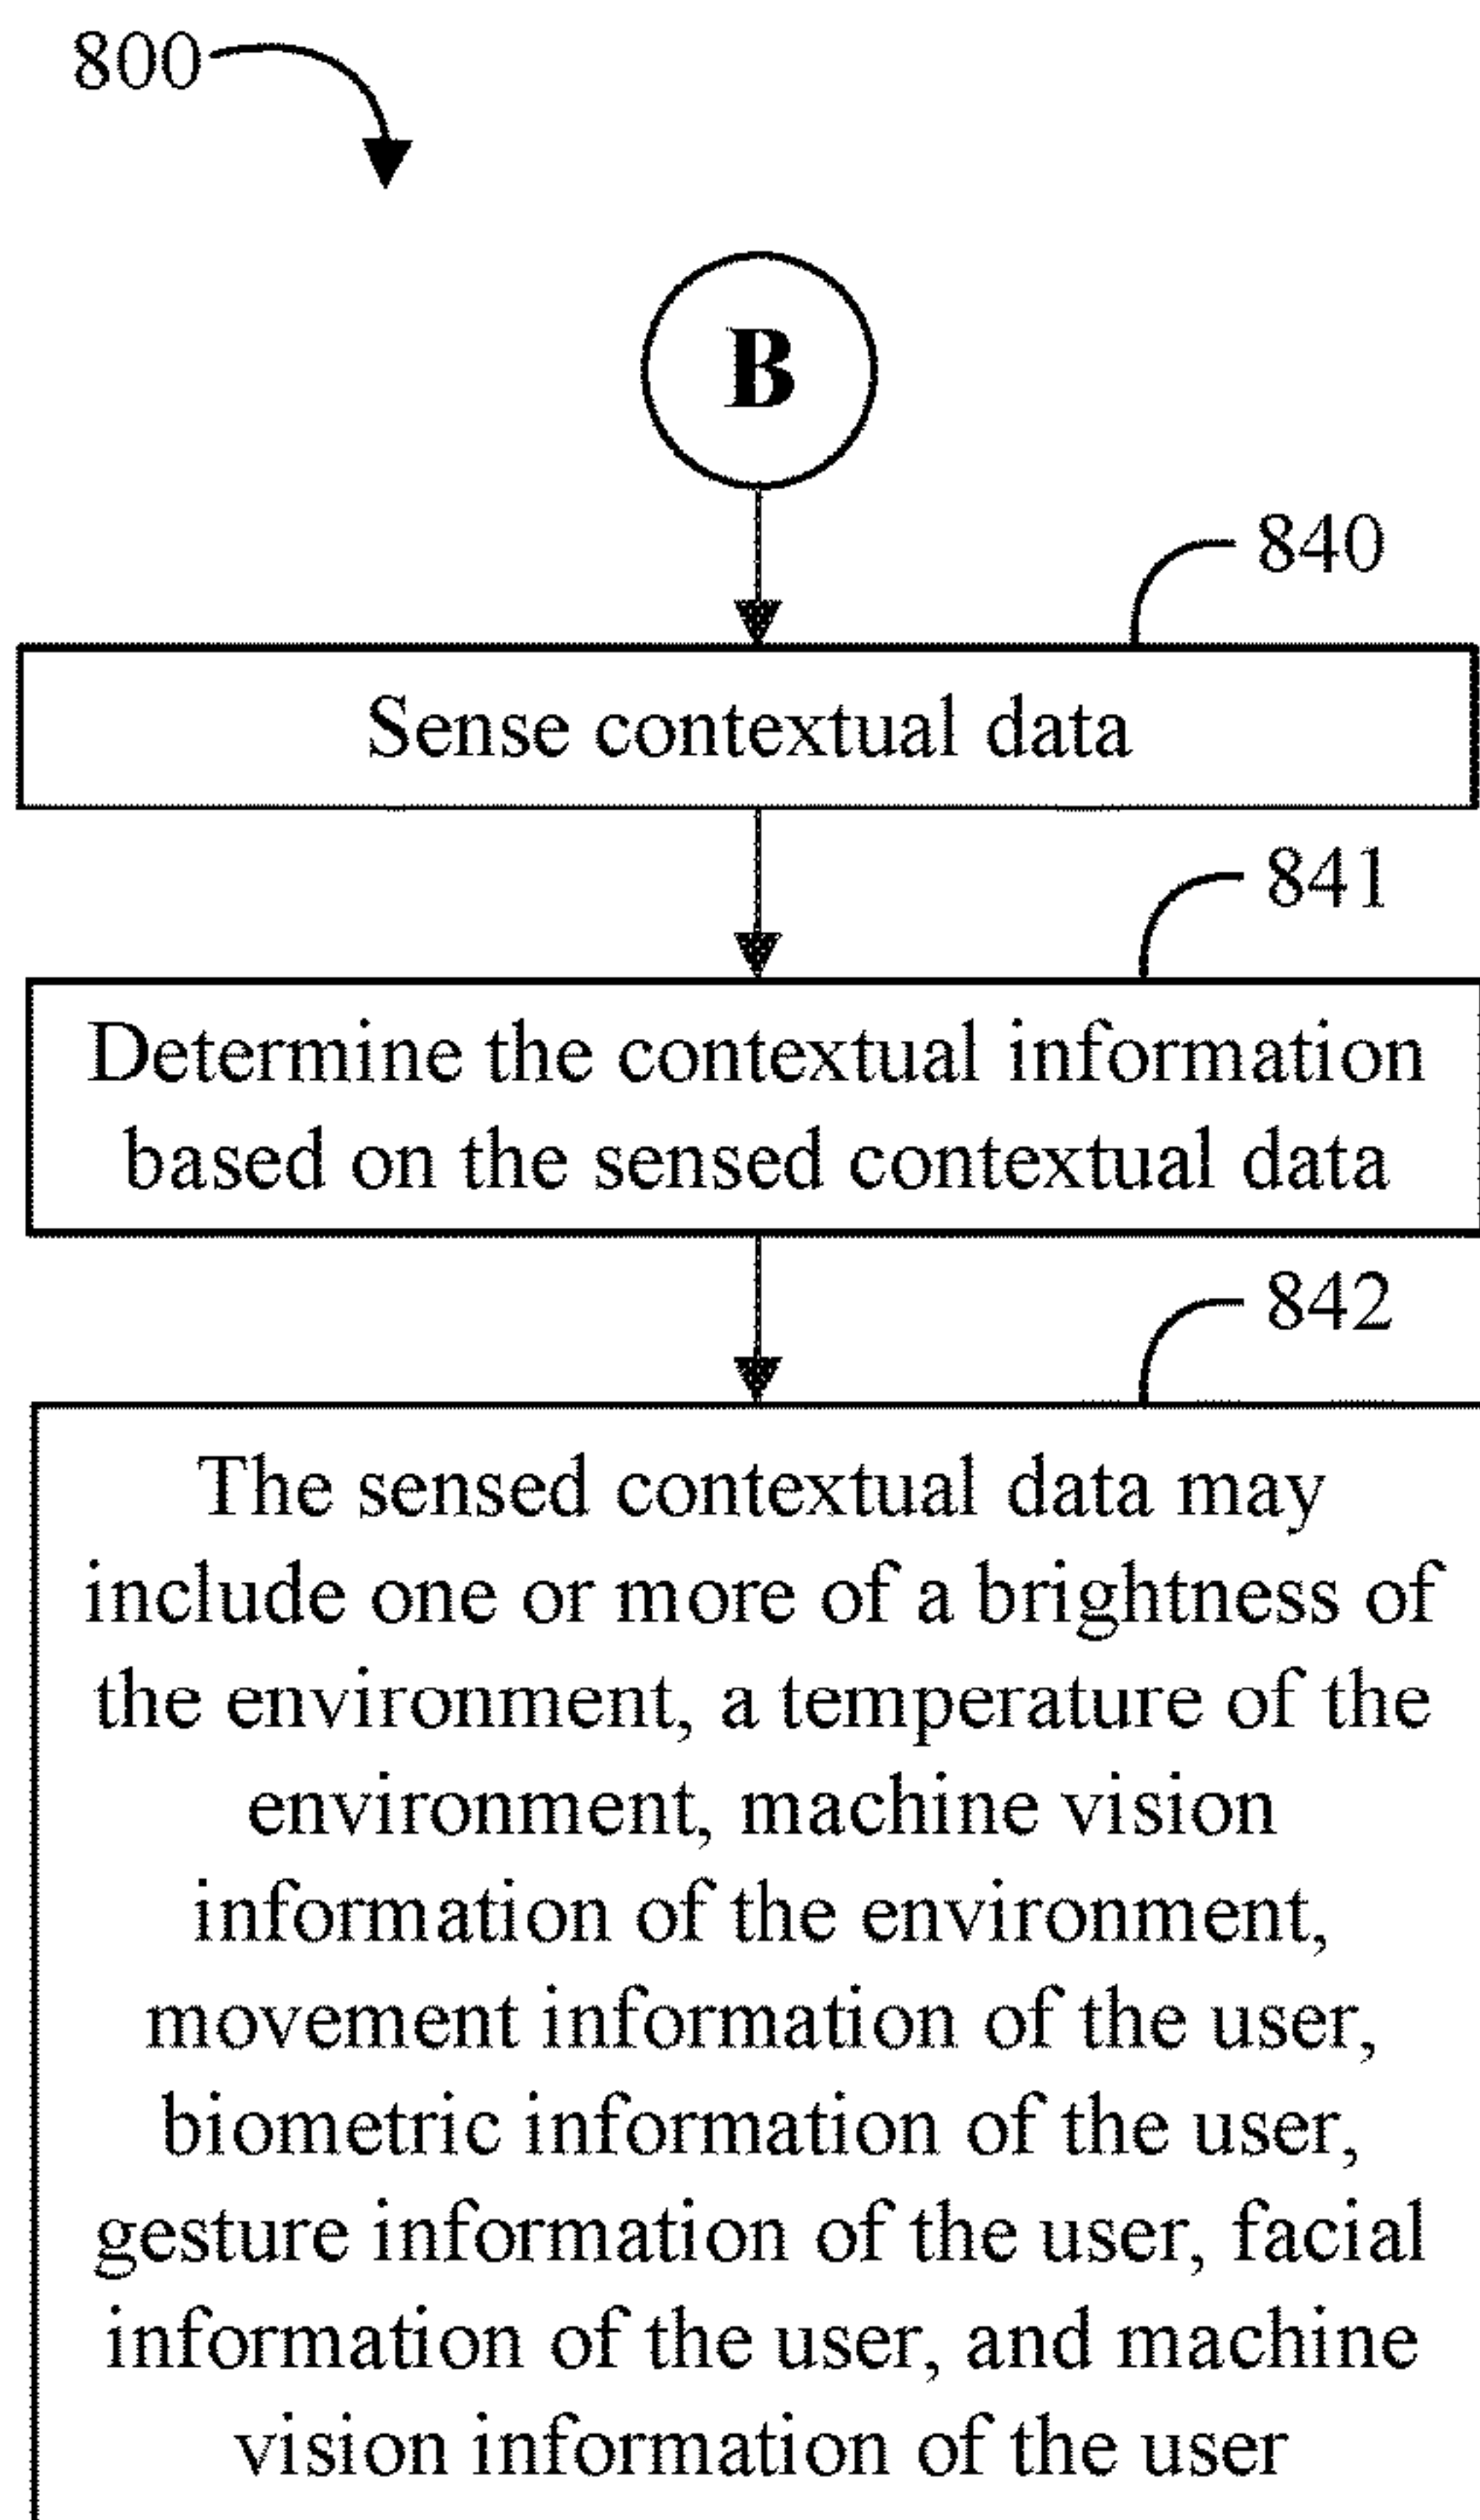 800
B
840
Sense contextual data
841
Determine the contextual information
based on the sensed contextual data
842
The sensed contextual data may
include one or more of a brightness of
the environment, a temperature of the
environment, machine vision
information of the environment,
movement information of the user,
biometric information of the user,
gesture information of the user, facial
information of the user, and machine
vision information of the user